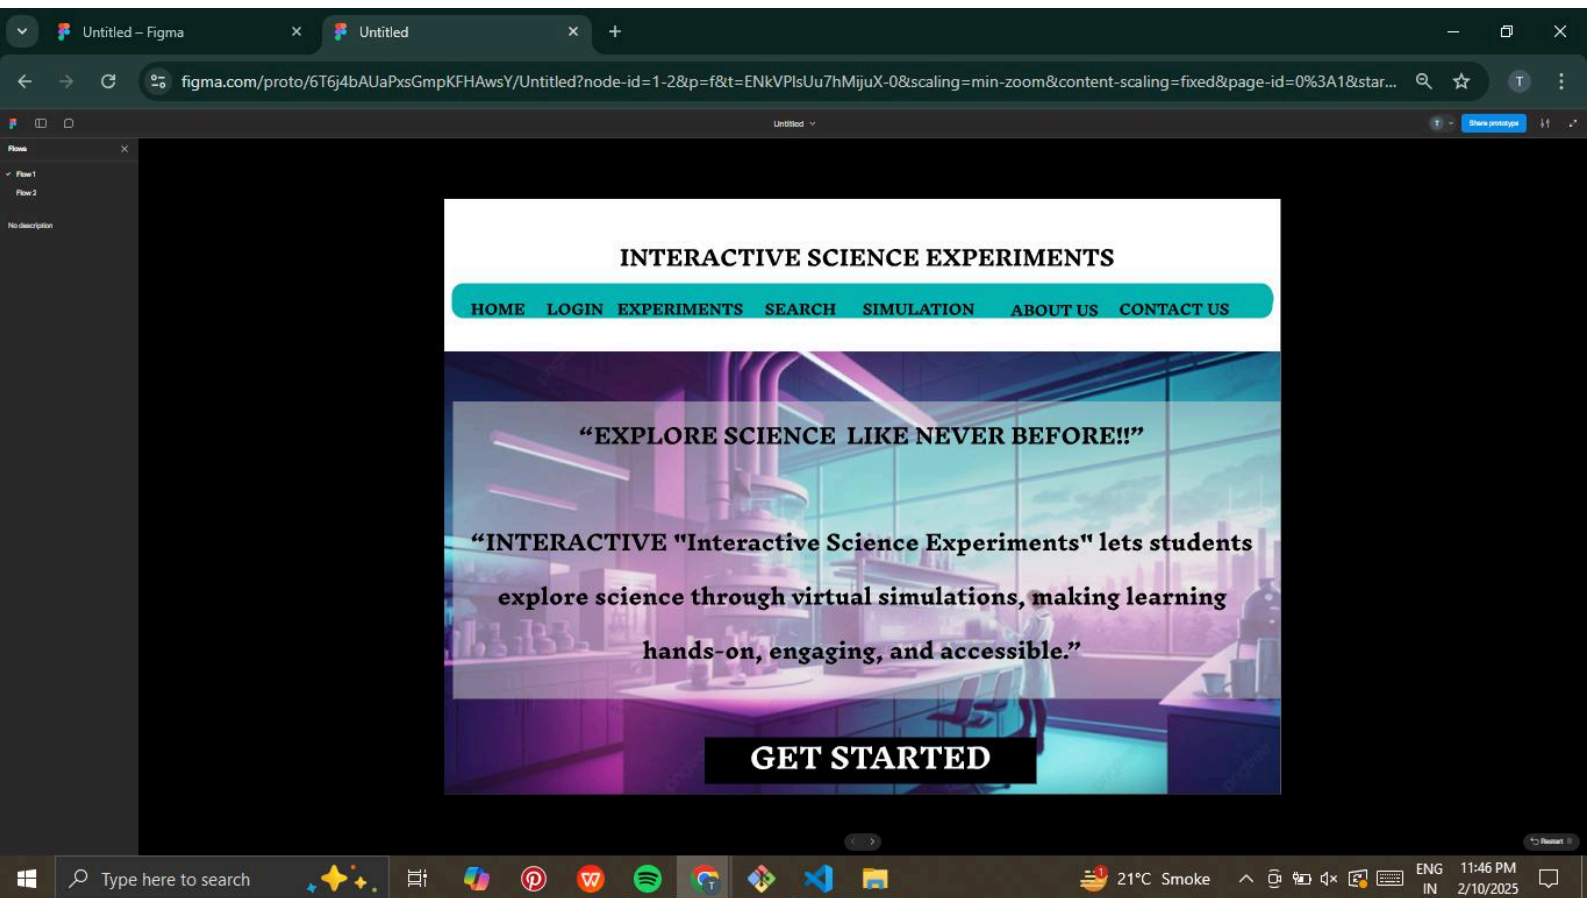 Untitled – Figma
Untitled
figma.com/proto/6T6j4bAUaPxsGmpKFHAwsY/Untitled?node-id=1-2&p=f&t=ENkVPIsUu7hMijuX-0&scaling=min-zoom&content-scaling=fixed&page-id=0%3A1&star...
T
Untitled
T
Share prototype
Flows
Flow 1
Flow 2
No description
INTERACTIVE SCIENCE EXPERIMENTS
HOME LOGIN EXPERIMENTS SEARCH SIMULATION ABOUT US CONTACT US
“EXPLORE SCIENCE LIKE NEVER BEFORE!!”
“INTERACTIVE "Interactive Science Experiments" lets students
explore science through virtual simulations, making learning
hands-on, engaging, and accessible.”
GET STARTED
Restart
Type here to search
21°C Smoke
ENG
IN
11:46 PM
2/10/2025